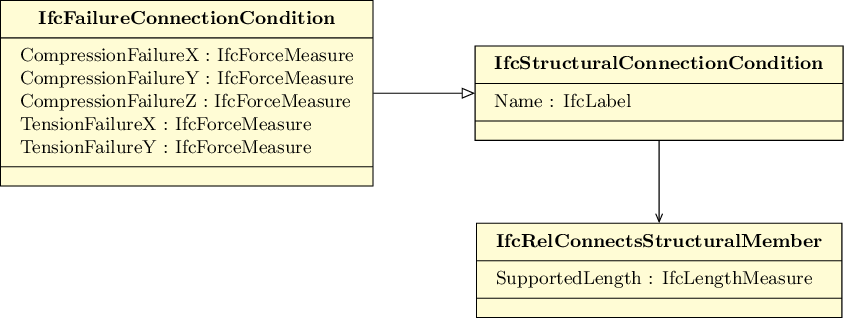 IfcFailureConnectionCondition
CompressionFailureX : IfcForceMeasure
CompressionFailureY : IfcForceMeasure
CompressionFailureZ : IfcForceMeasure
TensionFailureX : IfcForceMeasure
TensionFailureY : IfcForceMeasure
IfcStructuralConnectionCondition
Name : IfcLabel
IfcRelConnectsStructuralMember
SupportedLength : IfcLengthMeasure